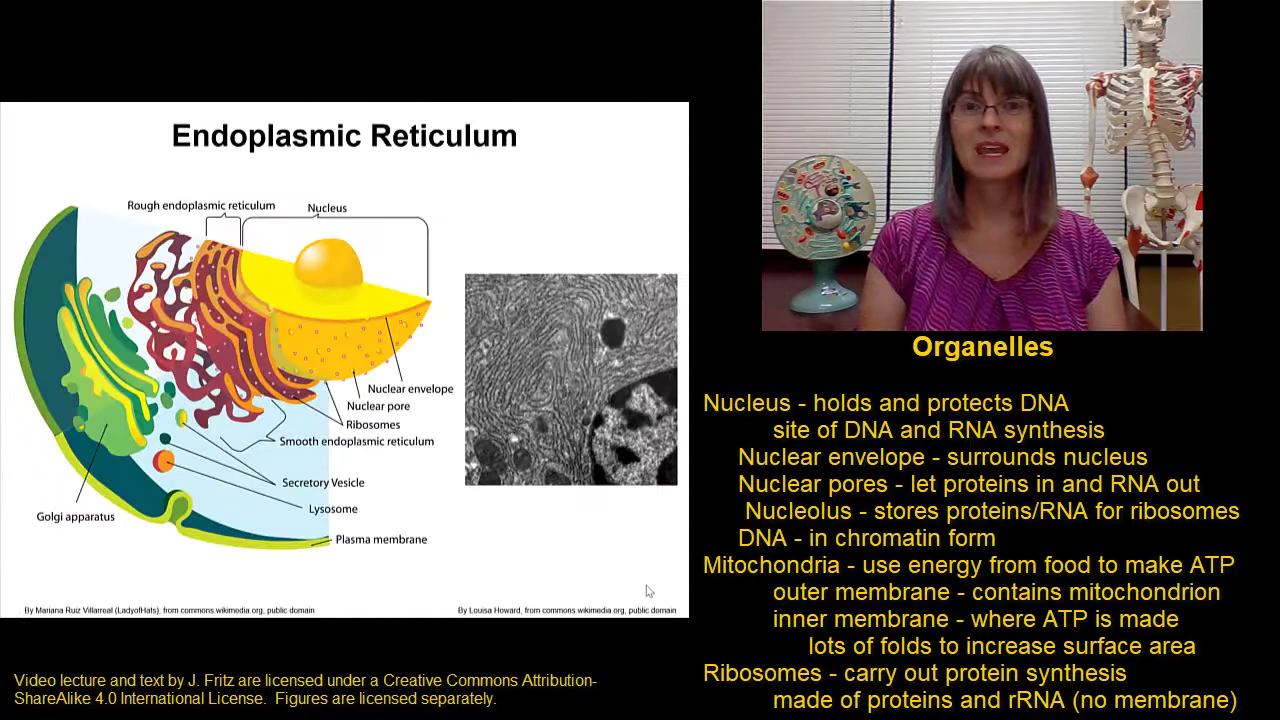 Endoplasmic Reticulum
Rough endoplasmic reticulum
Nucleus
Nuclear envelope
Nuclear pore
Ribosomes
Smooth endoplasmic reticulum
Secretory Vesicle
Lysosome
Golgi apparatus
Plasma membrane
By Mariana Ruiz Villarreal (LadyofHats), from commons.wikimedia.org, public domain
By Louisa Howard, from commons.wikimedia.org, public domain
Video lecture and text by J. Fritz are licensed under a Creative Commons Attribution-
ShareAlike 4.0 International License.  Figures are licensed separately.
Organelles
Nucleus - holds and protects DNA
site of DNA and RNA synthesis
Nuclear envelope - surrounds nucleus
Nuclear pores - let proteins in and RNA out
Nucleolus - stores proteins/RNA for ribosomes
DNA - in chromatin form
Mitochondria - use energy from food to make ATP
outer membrane - contains mitochondrion
inner membrane - where ATP is made
lots of folds to increase surface area
Ribosomes - carry out protein synthesis
made of proteins and rRNA (no membrane)